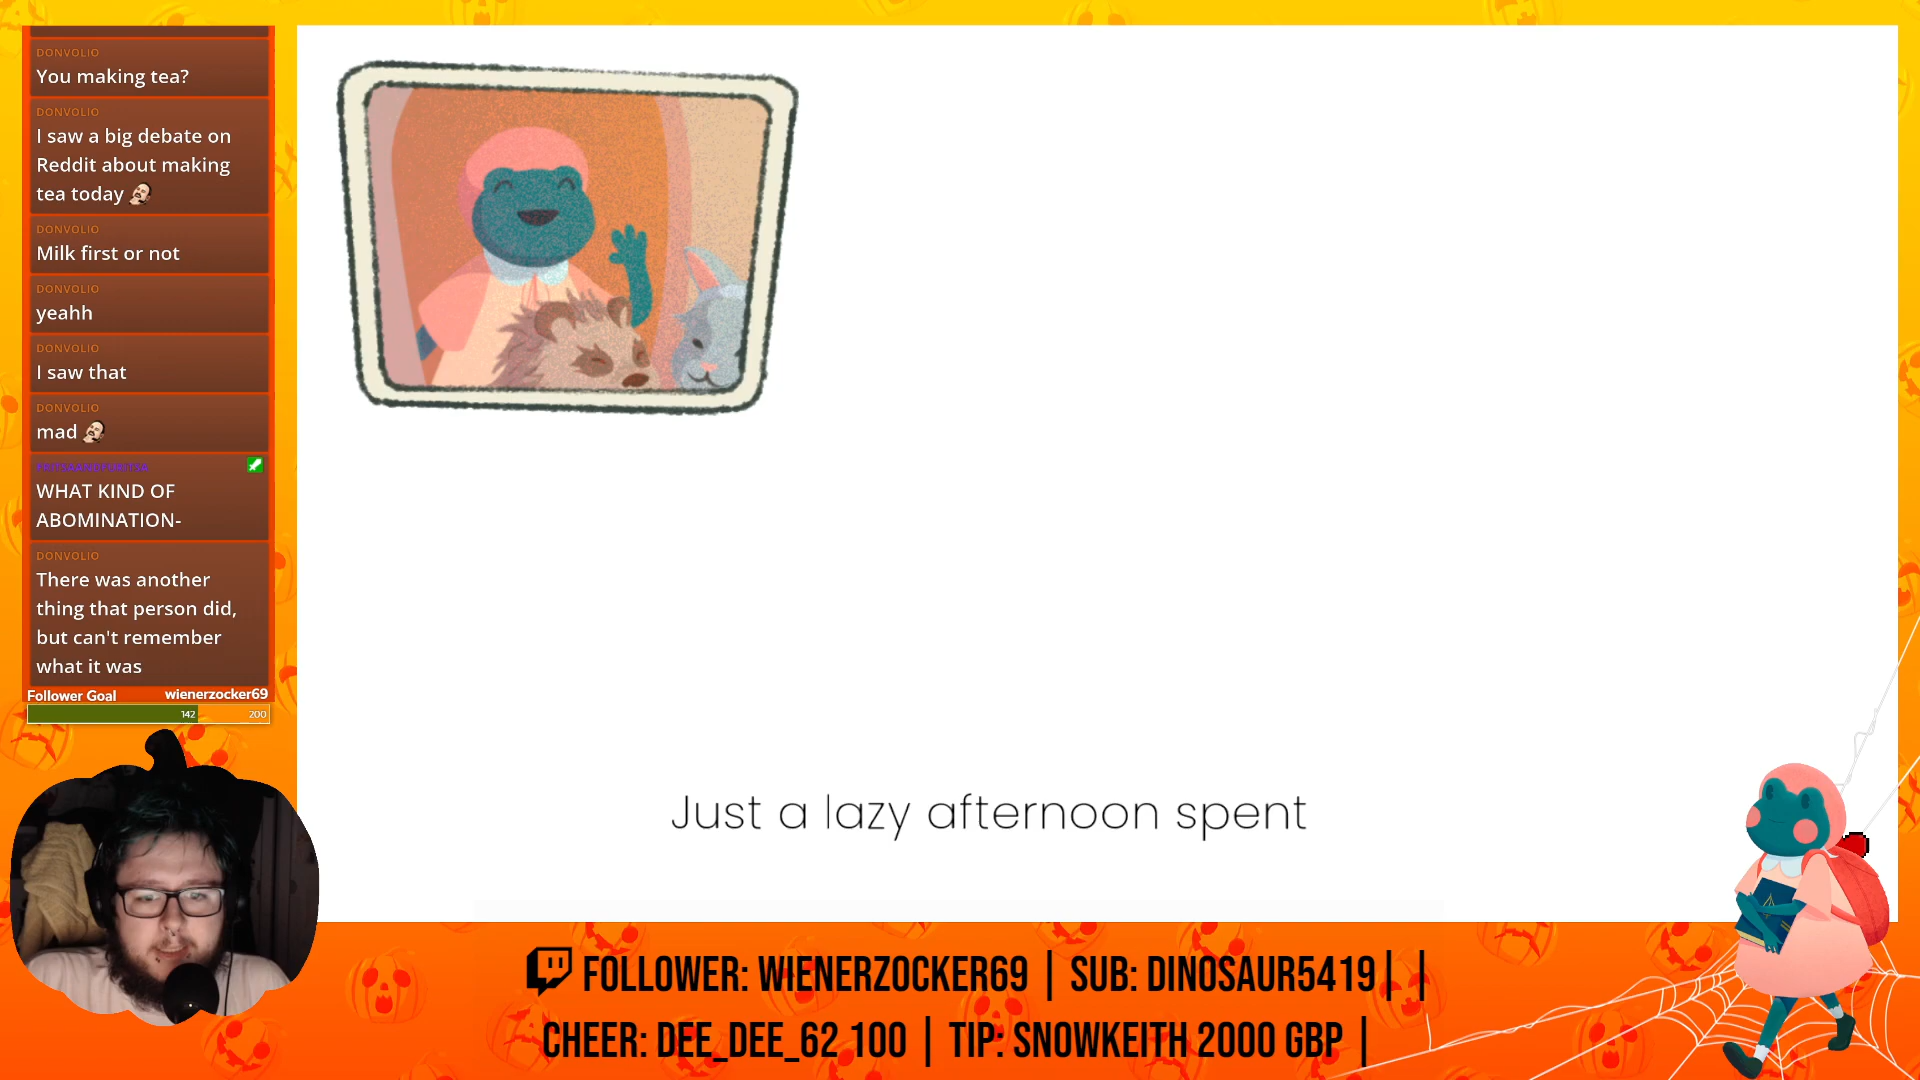 DONVOLIO
You making tea?
DONVOLIO
I saw a big debate on
Reddit about making
tea today
DONVOLIO
Milk first or not
DONVOLIO
yeahh
DONVOLIO
I saw that
DONVOLIO
mad
WHAT KIND OF
ABOMINATION-
DONVOLIO
There was another
thing that person did,
but can't remember
what it was
Follower Goal wienerzocker69
142 200
Just a lazy afternoon spent
FOLLOWER: WIENERZOCKER69 | SUB: DINOSAUR5419 | |
CHEER: DEE_DEE_62 100 | TIP: SNOWKEITH 2000 GBP |